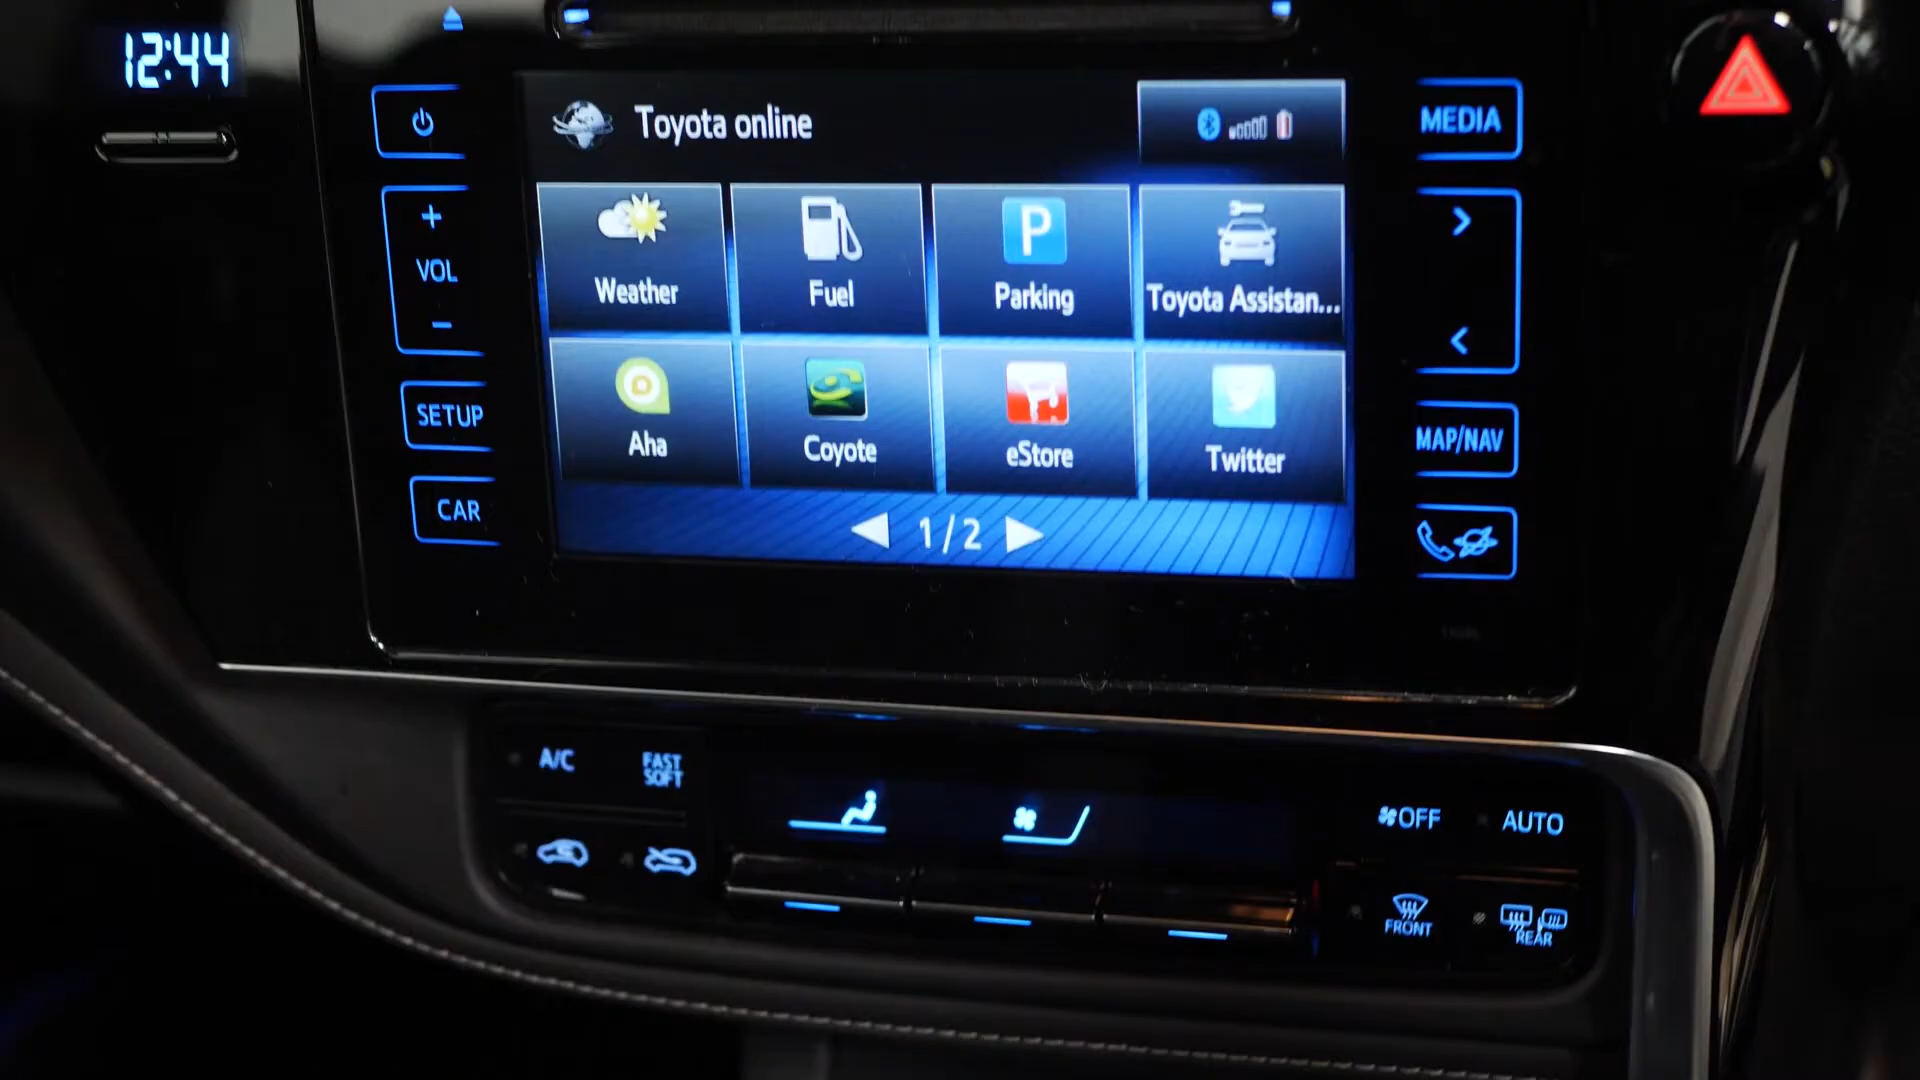 12:44
Toyota online
MEDIA
+
VOL
-
SETUP
CAR
Weather
Fuel
P
Parking
Toyota Assistan...
Aha
Coyote
eStore
Twitter
1/2
>
<
MAP/NAV
A/C
FAST
SOFT
OFF
AUTO
FRONT
REAR